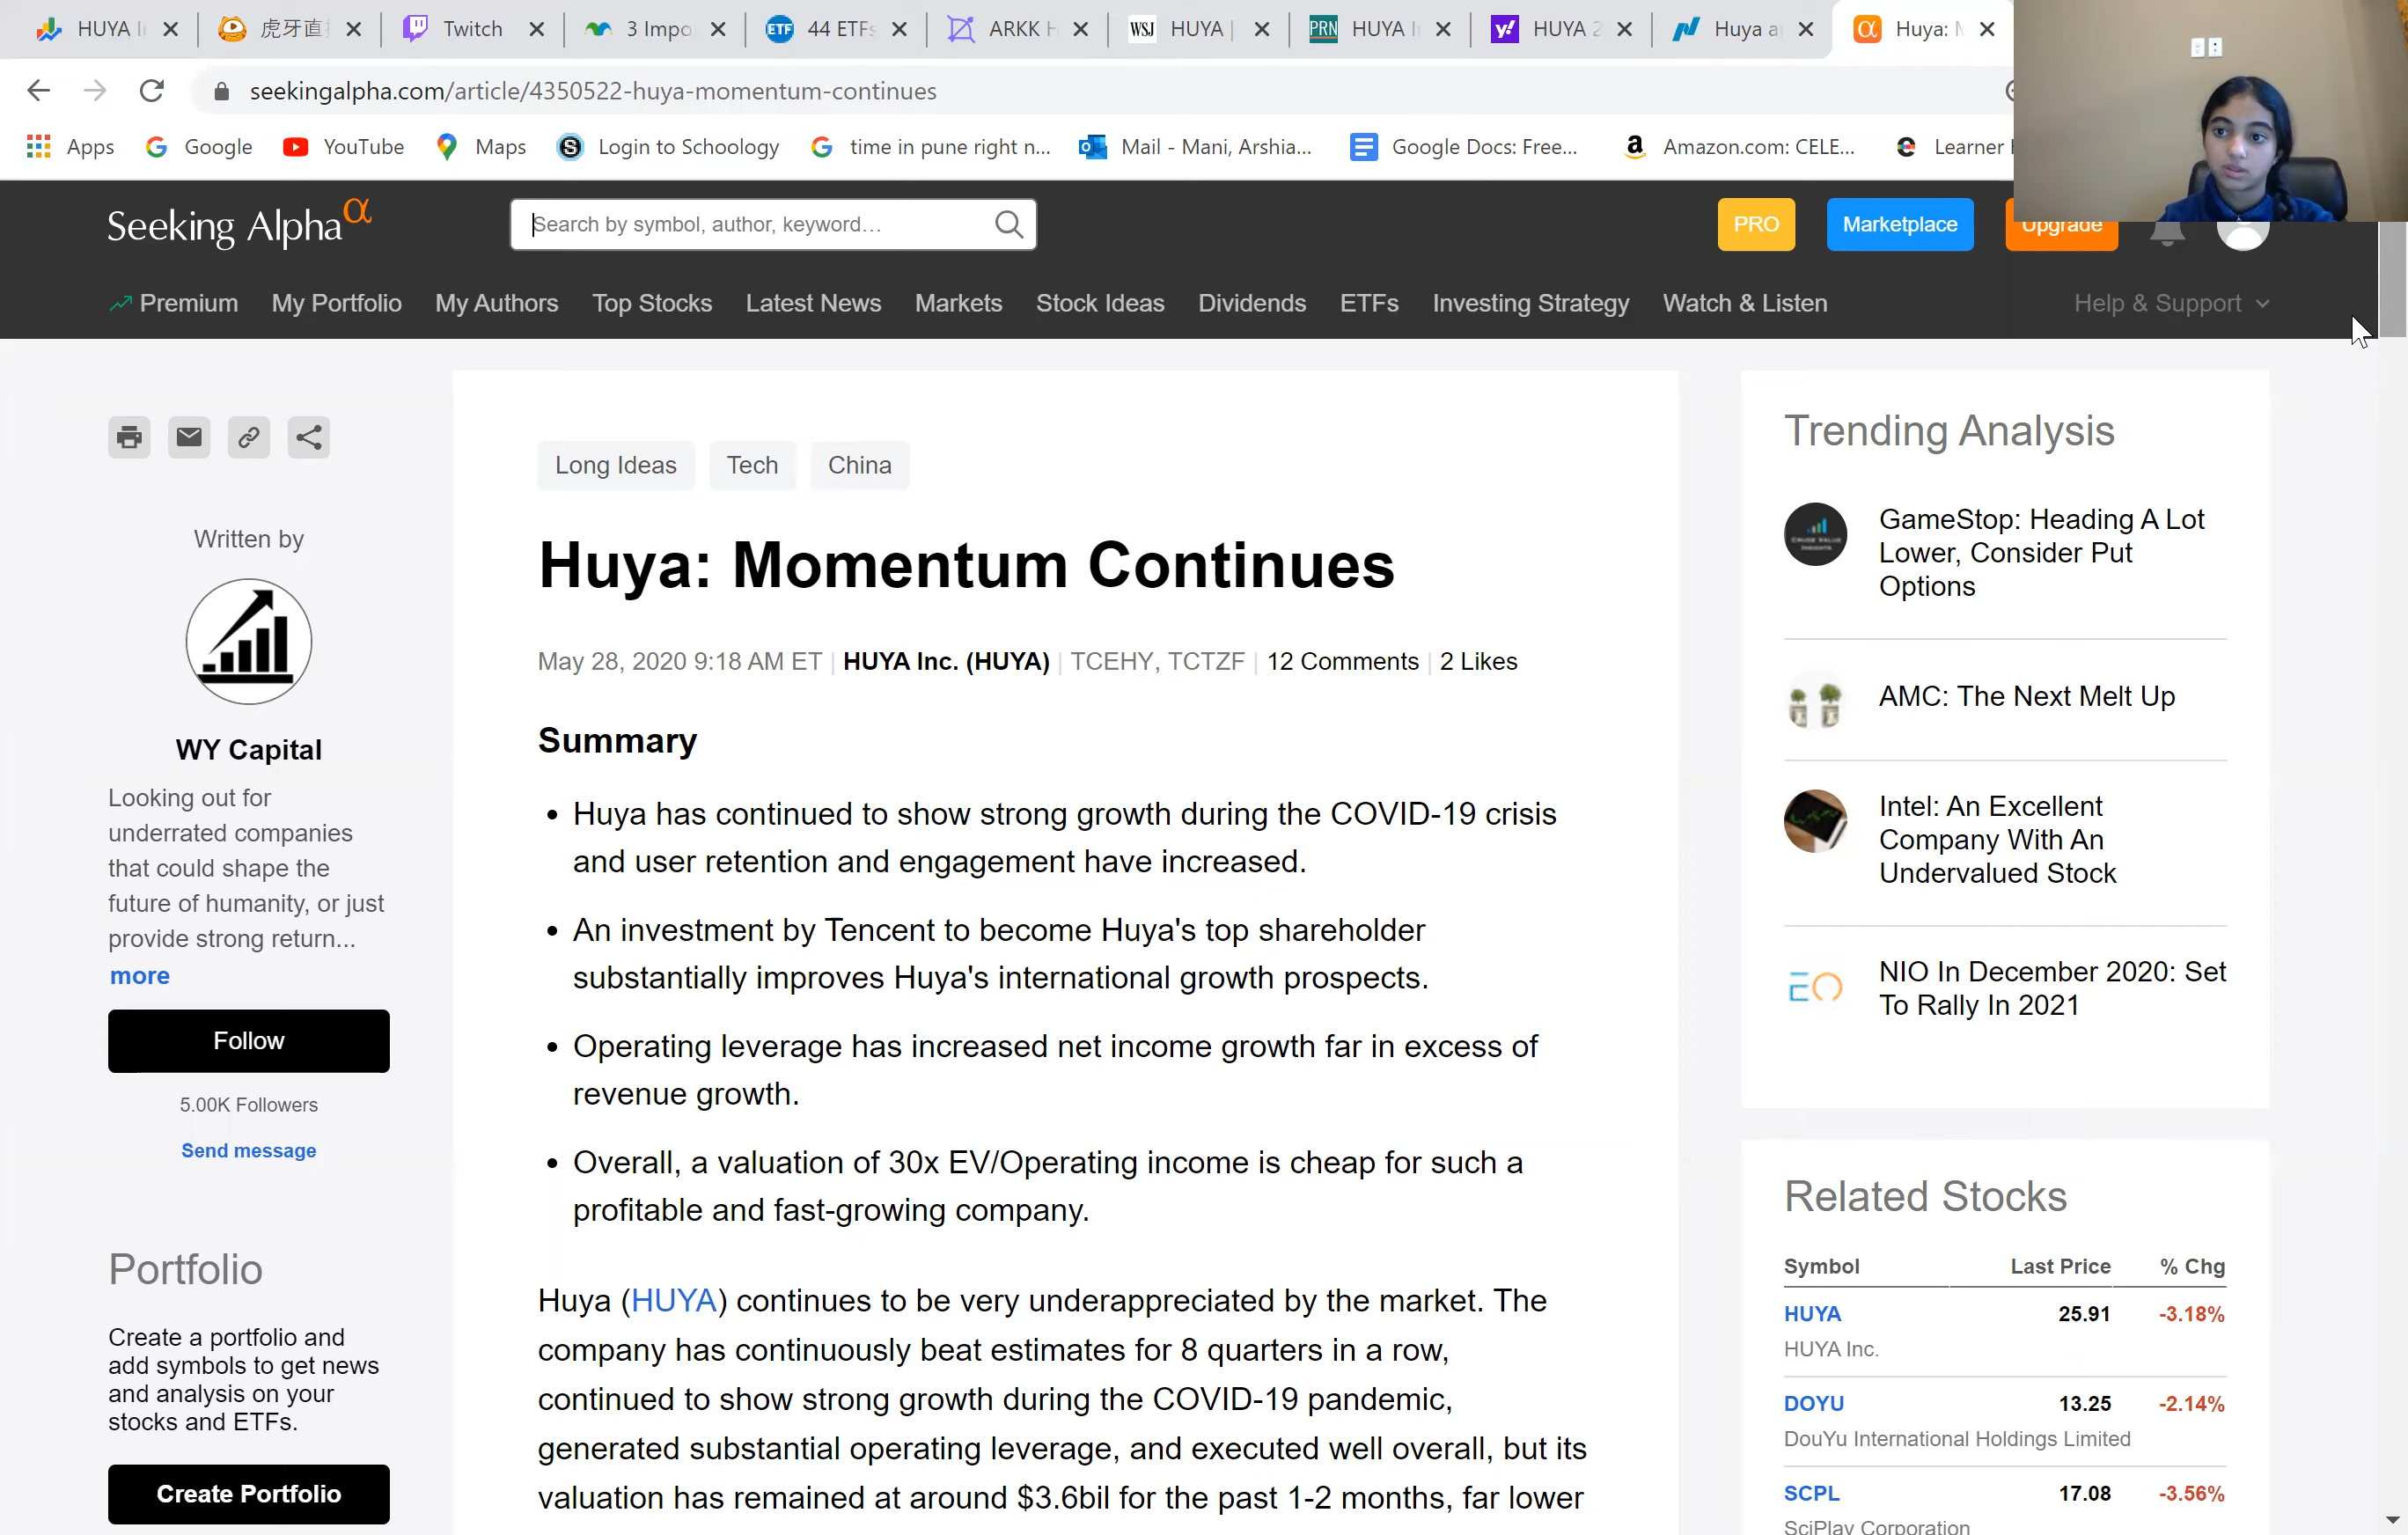 HUYA I
虎牙直
Twitch
3 Impo
ETF
44 ETFs
ARKK H
WSJ
HUYA |
PRN
HUYA I
y!
HUYA 2
Huya a
α
Huya: M
seekingalpha.com/article/4350522-huya-momentum-continues
Apps
Google
YouTube
Maps
Login to Schoology
time in pune right n...
Mail - Mani, Arshia...
Google Docs: Free...
Amazon.com: CELE...
Learner
Seeking Alpha α
Search by symbol, author, keyword...
PRO
Marketplace
Upgrade
Premium
My Portfolio
My Authors
Top Stocks
Latest News
Markets
Stock Ideas
Dividends
ETFs
Investing Strategy
Watch & Listen
Help & Support
Written by
WY Capital
Looking out for
underrated companies
that could shape the
future of humanity, or just
provide strong return...
more
Follow
5.00K Followers
Send message
Portfolio
Create a portfolio and
add symbols to get news
and analysis on your
stocks and ETFs.
Create Portfolio
Long Ideas
Tech
China
Huya: Momentum Continues
May 28, 2020 9:18 AM ET | HUYA Inc. (HUYA) | TCEHY, TCTZF | 12 Comments | 2 Likes
Summary
• Huya has continued to show strong growth during the COVID-19 crisis
and user retention and engagement have increased.
• An investment by Tencent to become Huya's top shareholder
substantially improves Huya's international growth prospects.
• Operating leverage has increased net income growth far in excess of
revenue growth.
• Overall, a valuation of 30x EV/Operating income is cheap for such a
profitable and fast-growing company.
Huya (HUYA) continues to be very underappreciated by the market. The
company has continuously beat estimates for 8 quarters in a row,
continued to show strong growth during the COVID-19 pandemic,
generated substantial operating leverage, and executed well overall, but its
valuation has remained at around $3.6bil for the past 1-2 months, far lower
Trending Analysis
GameStop: Heading A Lot
Lower, Consider Put
Options
AMC: The Next Melt Up
Intel: An Excellent
Company With An
Undervalued Stock
NIO In December 2020: Set
To Rally In 2021
Related Stocks
Symbol Last Price % Chg
HUYA 25.91 -3.18%
HUYA Inc.
DOYU 13.25 -2.14%
DouYu International Holdings Limited
SCPL 17.08 -3.56%
SciPlay Corporation